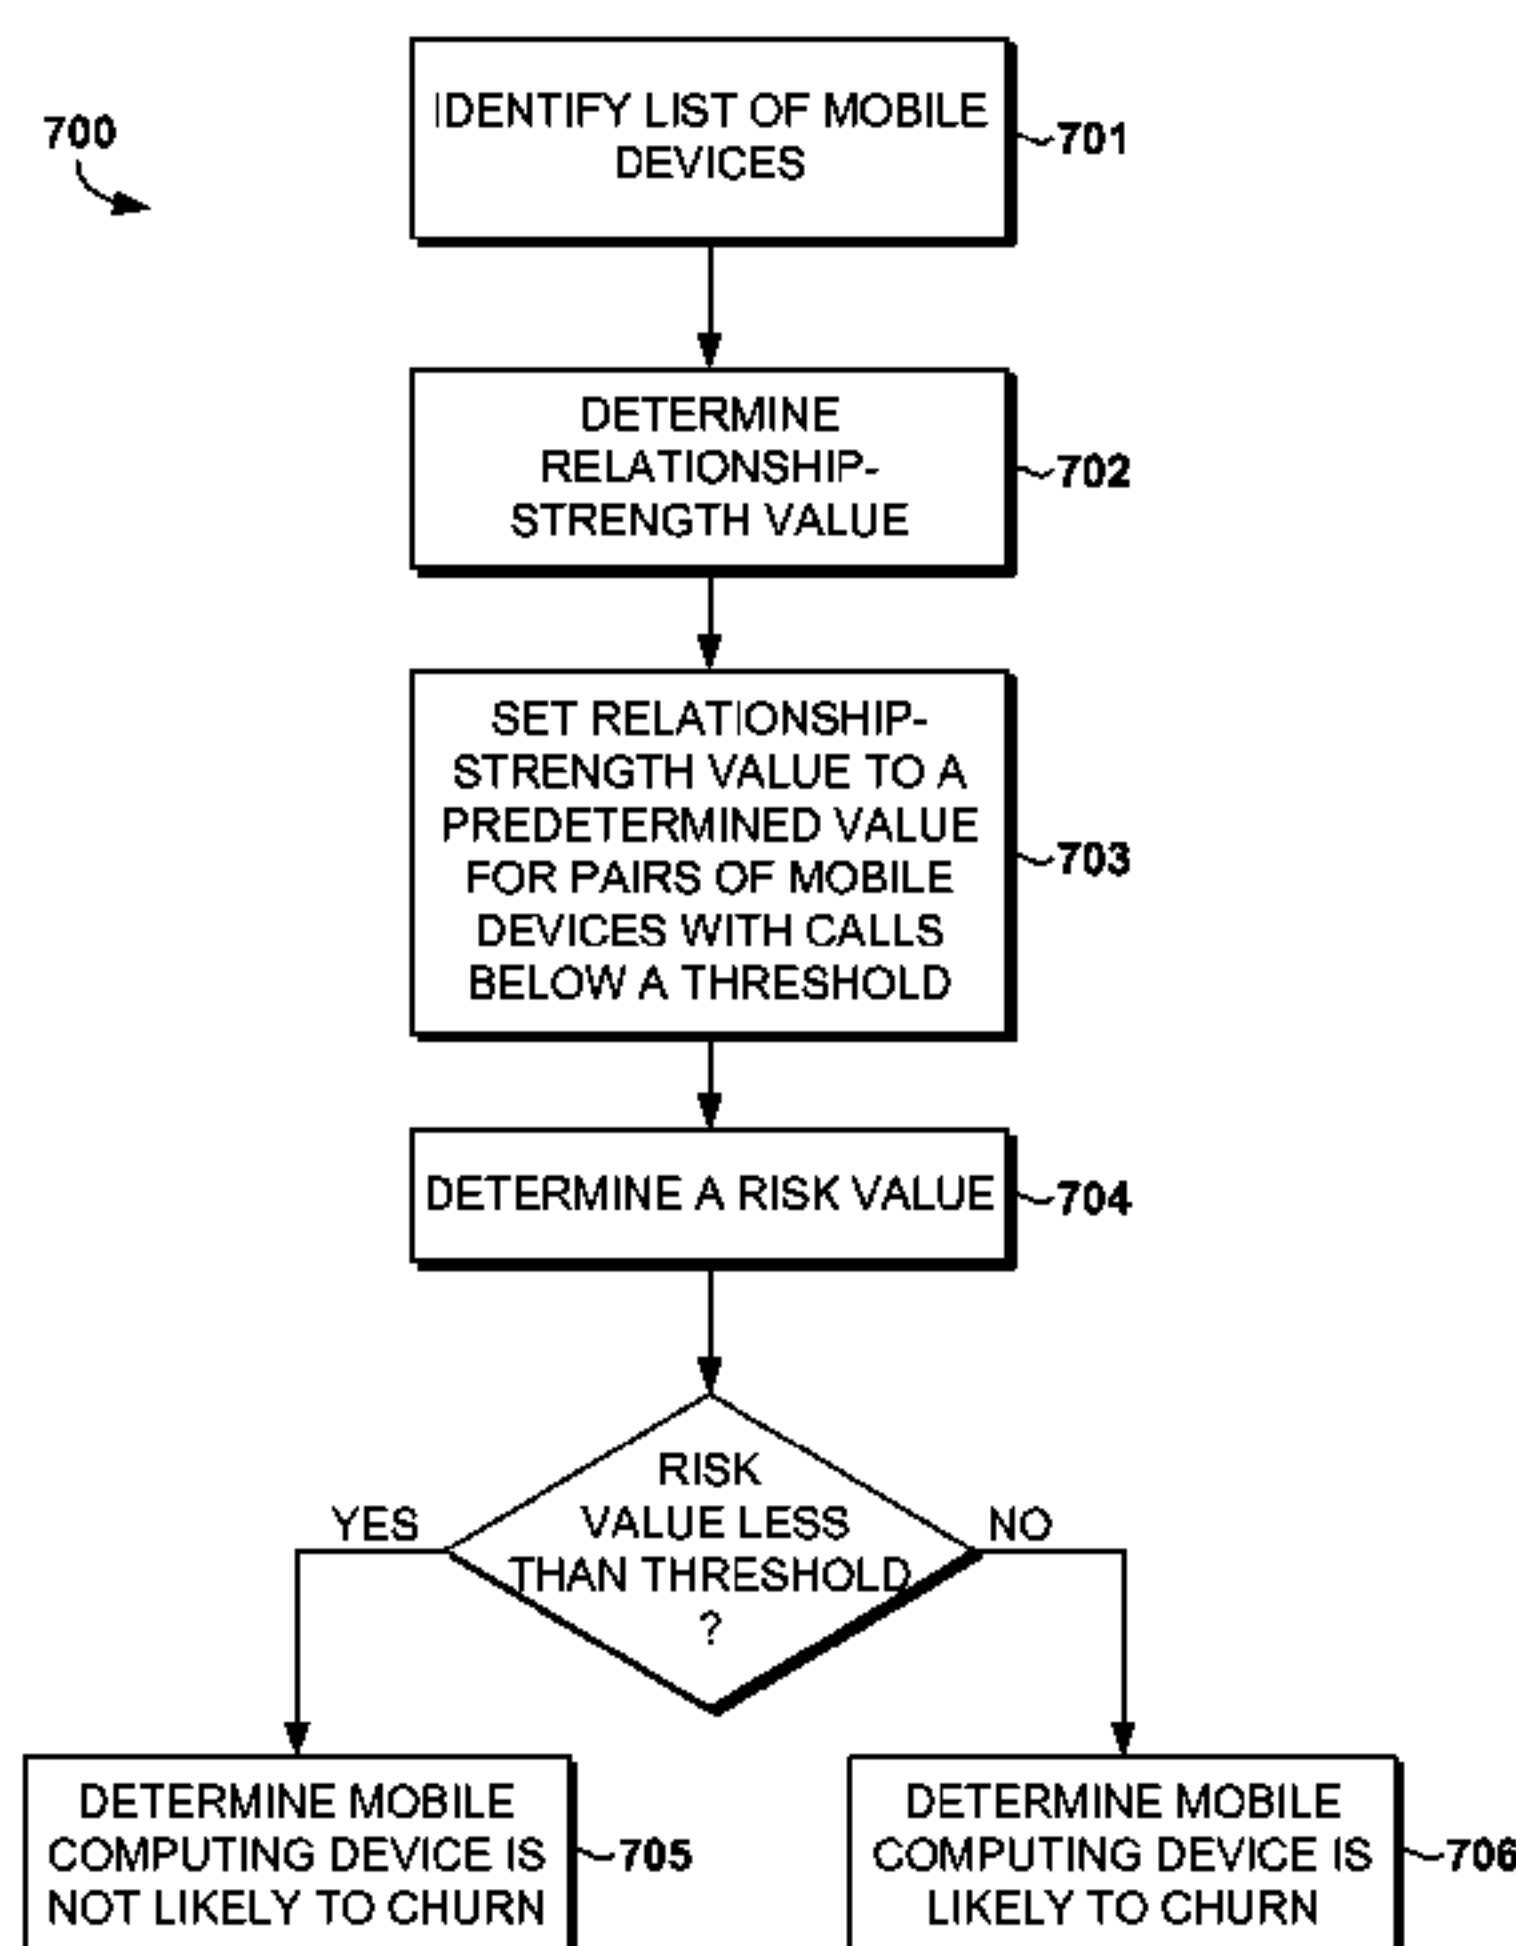 700
IDENTIFY LIST OF MOBILE
DEVICES
701
DETERMINE
RELATIONSHIP-
STRENGTH VALUE
702
SET RELATIONSHIP-
STRENGTH VALUE TO A
PREDETERMINED VALUE
FOR PAIRS OF MOBILE
DEVICES WITH CALLS
BELOW A THRESHOLD
703
DETERMINE A RISK VALUE
704
RISK
VALUE LESS
THAN THRESHOLD
?
YES
NO
DETERMINE MOBILE
COMPUTING DEVICE IS
NOT LIKELY TO CHURN
705
DETERMINE MOBILE
COMPUTING DEVICE IS
LIKELY TO CHURN
706